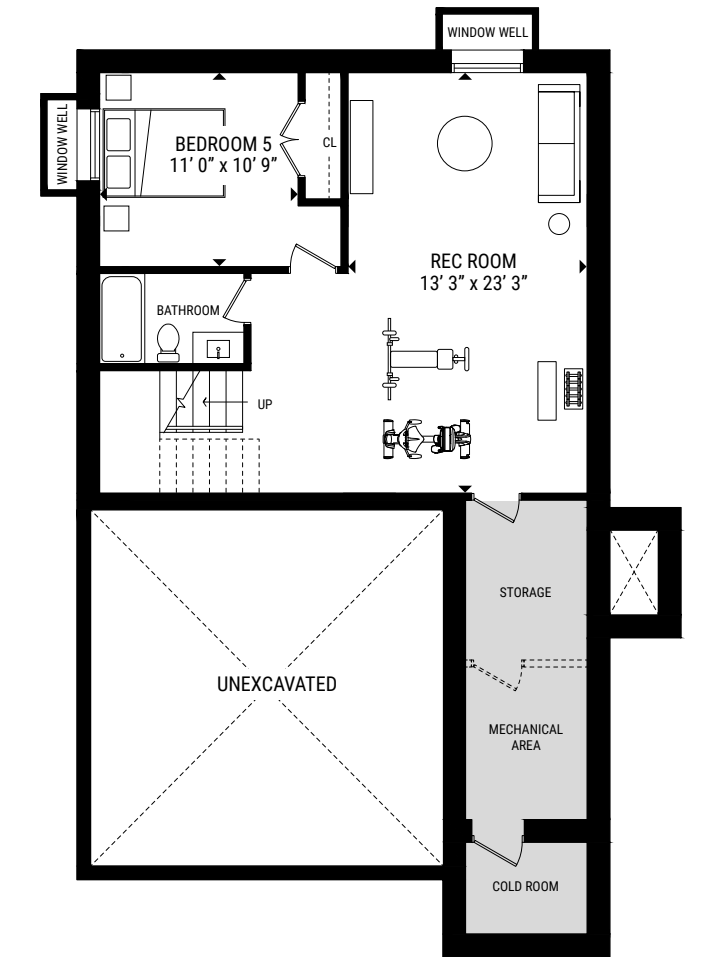 WINDOW WELL
WINDOW WELL
BEDROOM 5
11’ 0” x 10’ 9”
CL
REC ROOM
13’ 3” x 23’ 3”
BATHROOM
UP
STORAGE
UNEXCAVATED
MECHANICAL
AREA
COLD ROOM